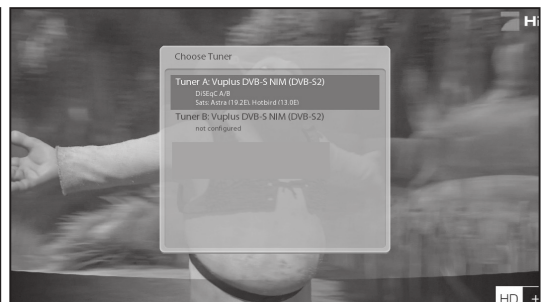 Hi
Choose Tuner
Tuner A: Vuplus DVB-S NIM (DVB-S2)
DiSEqC A/B
Sats: Astra (19.2E), Hotbird (13.0E)
Tuner B: Vuplus DVB-S NIM (DVB-S2)
not configured
HD +